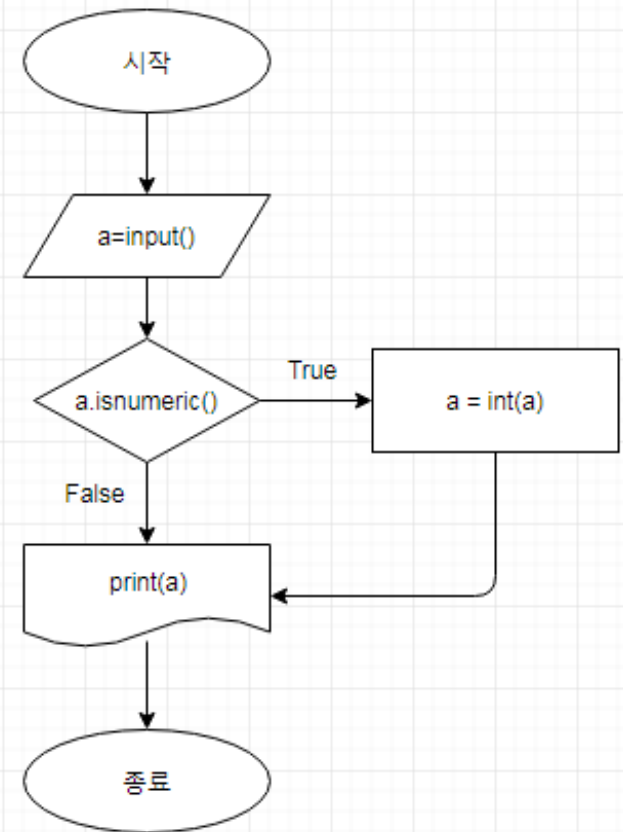 시작
a=input()
a.isnumeric()
True
a = int(a)
False
print(a)
종료